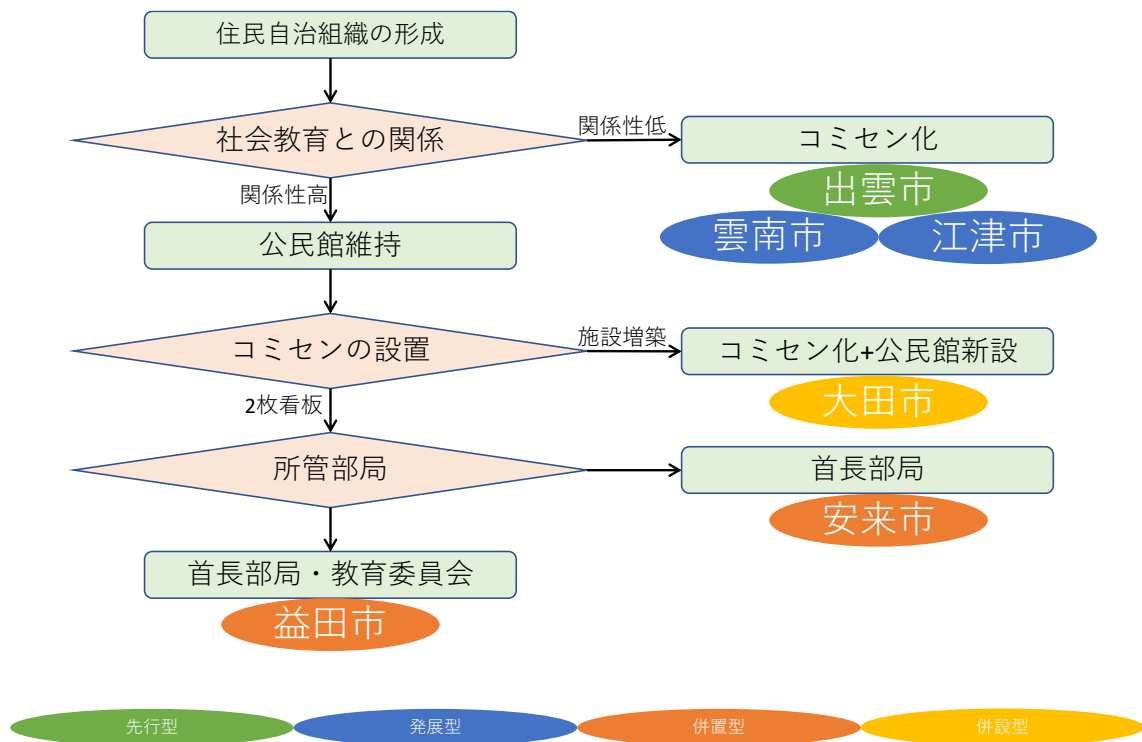 住民自治組織の形成
社会教育との関係
関係性低
コミセン化
出雲市
雲南市
江津市
関係性高
公民館維持
コミセンの設置
施設増築
コミセン化+公民館新設
大田市
2枚看板
所管部局
首長部局
安来市
首長部局・教育委員会
益田市
先行型
発展型
併置型
併設型